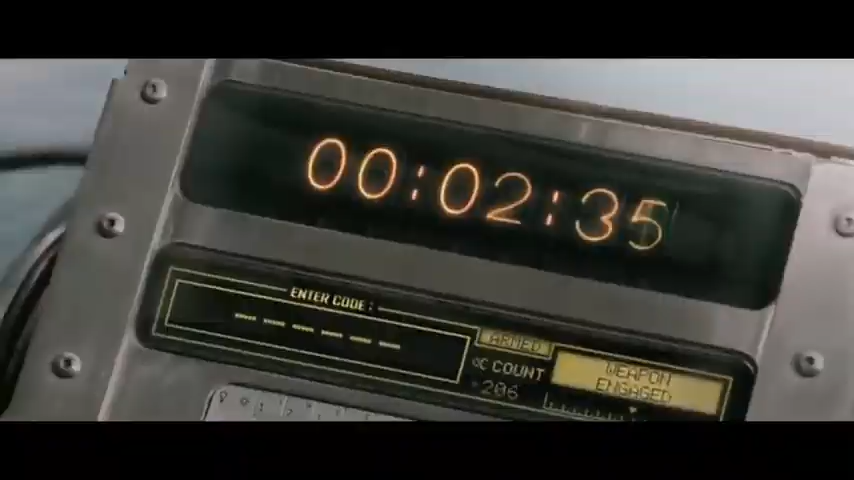 00:02:35
ENTER CODE:
ARMED
°C COUNT
206
WEAPON
ENGAGED